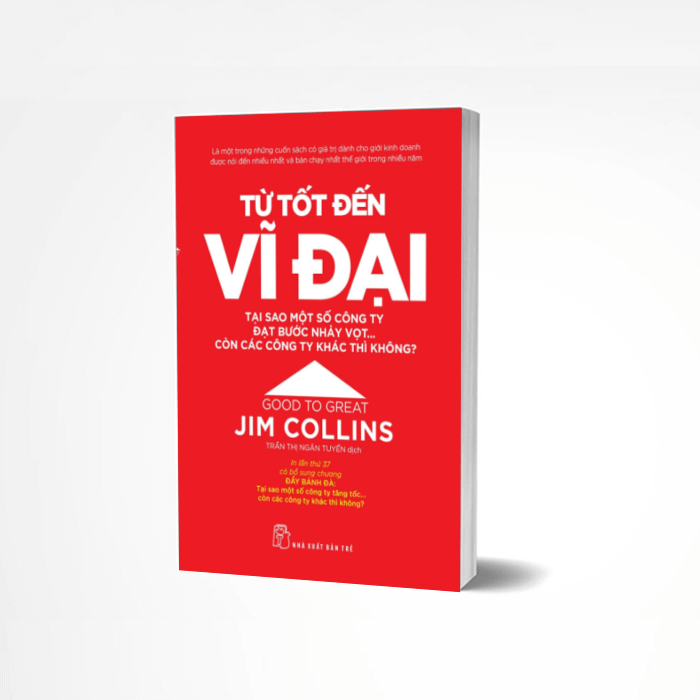 Là một trong những cuốn sách có giá trị dành cho giới kinh doanh
được nói đến nhiều nhất và bán chạy nhất thế giới trong nhiều năm
TỪ TỐT ĐẾN
VĨ ĐẠI
TẠI SAO MỘT SỐ CÔNG TY
ĐẠT BƯỚC NHẢY VỌT...
CÒN CÁC CÔNG TY KHÁC THÌ KHÔNG?
GOOD TO GREAT
JIM COLLINS
TRẦN THỊ NGÂN TUYẾN dịch
In lần thứ 37
có bổ sung chương
ĐẨY BÁNH ĐÀ:
Tại sao một số công ty tăng tốc...
còn các công ty khác thì không?
NHÀ XUẤT BẢN TRẺ